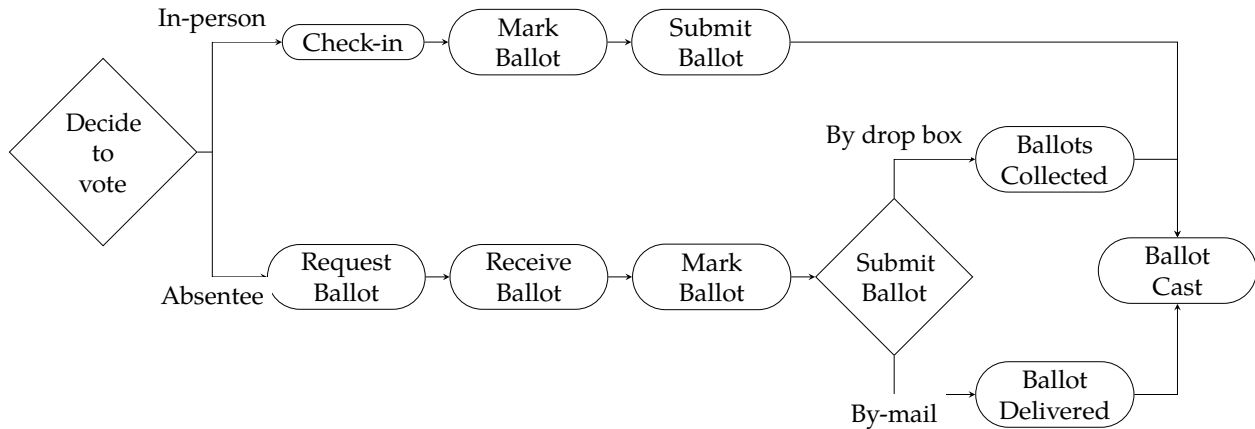 In-person
Check-in
Mark
Ballot
Submit
Ballot
Decide
to
vote
By drop box
Ballots
Collected
Absentee
Request
Ballot
Receive
Ballot
Mark
Ballot
Submit
Ballot
Ballot
Cast
By-mail
Ballot
Delivered